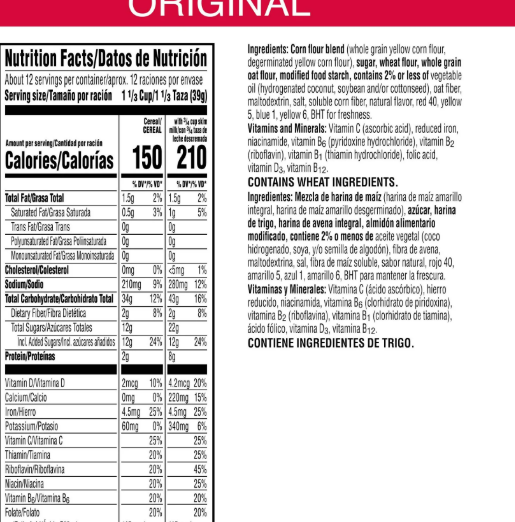 ORIGINAL
Nutrition Facts/Datos de Nutrición
About 12 servings per container/aprox. 12 raciones por envase
Serving size/Tamaño por ración 1 1/3 Cup/1 1/3 Taza (39g)
Cereal/ CEREAL
with 3/4 cup skim milk/con 3/4 taza de leche descremada
Amount per serving/Cantidad por ración
Calories/Calorías 150 210
% DV*/% VD* % DV*/% VD*
Total Fat/Grasa Total 1.5g 2% 1.5g 2%
Saturated Fat/Grasa Saturada 0.5g 3% 1g 5%
Trans Fat/Grasa Trans 0g 0g
Polyunsaturated Fat/Grasa Poliinsaturada 0g 0g
Monounsaturated Fat/Grasa Monoinsaturada 0g 0g
Cholesterol/Colesterol 0mg 0% <5mg 1%
Sodium/Sodio 210mg 9% 280mg 12%
Total Carbohydrate/Carbohidrato Total 34g 12% 43g 16%
Dietary Fiber/Fibra Dietética 2g 8% 2g 8%
Total Sugars/Azúcares Totales 12g 22g
Incl. Added Sugars/Incl. azúcares añadidos 12g 24% 12g 24%
Protein/Proteínas 2g 8g
Vitamin D/Vitamina D 2mcg 10% 4.2mcg 20%
Calcium/Calcio 0mg 0% 220mg 15%
Iron/Hierro 4.5mg 25% 4.5mg 25%
Potassium/Potasio 60mg 0% 340mg 6%
Vitamin C/Vitamina C 25% 25%
Thiamin/Tiamina 20% 25%
Riboflavin/Riboflavina 20% 45%
Niacin/Niacina 25% 25%
Vitamin B6/Vitamina B6 20% 20%
Folate/Folato 20% 20%
Ingredients: Corn flour blend (whole grain yellow corn flour,
degerminated yellow corn flour), sugar, wheat flour, whole grain
oat flour, modified food starch, contains 2% or less of vegetable
oil (hydrogenated coconut, soybean and/or cottonseed), oat fiber,
maltodextrin, salt, soluble corn fiber, natural flavor, red 40, yellow
5, blue 1, yellow 6, BHT for freshness.
Vitamins and Minerals: Vitamin C (ascorbic acid), reduced iron,
niacinamide, vitamin B6 (pyridoxine hydrochloride), vitamin B2
(riboflavin), vitamin B1 (thiamin hydrochloride), folic acid,
vitamin D3, vitamin B12.
CONTAINS WHEAT INGREDIENTS.
Ingredientes: Mezcla de harina de maíz (harina de maíz amarillo
integral, harina de maíz amarillo desgerminado), azúcar, harina
de trigo, harina de avena integral, almidón alimentario
modificado, contiene 2% o menos de aceite vegetal (coco
hidrogenado, soya, y/o semilla de algodón), fibra de avena,
maltodextrina, sal, fibra de maíz soluble, sabor natural, rojo 40,
amarillo 5, azul 1, amarillo 6, BHT para mantener la frescura.
Vitaminas y Minerales: Vitamina C (ácido ascórbico), hierro
reducido, niacinamida, vitamina B6 (clorhidrato de piridoxina),
vitamina B2 (riboflavina), vitamina B1 (clorhidrato de tiamina),
ácido fólico, vitamina D3, vitamina B12.
CONTIENE INGREDIENTES DE TRIGO.